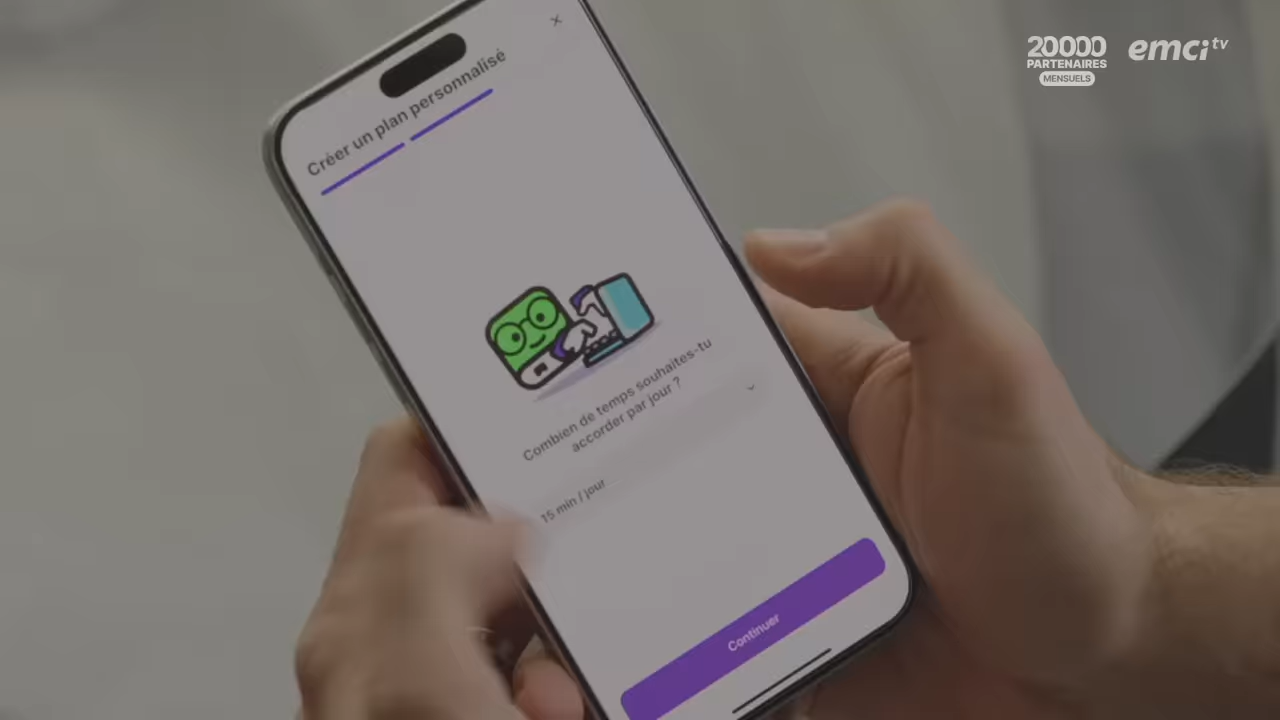 20000
PARTENAIRES
MENSUELS
emci tv
Créer un plan personnalisé
Combien de temps souhaites-tu
accorder par jour ?
15 min / jour
Continuer